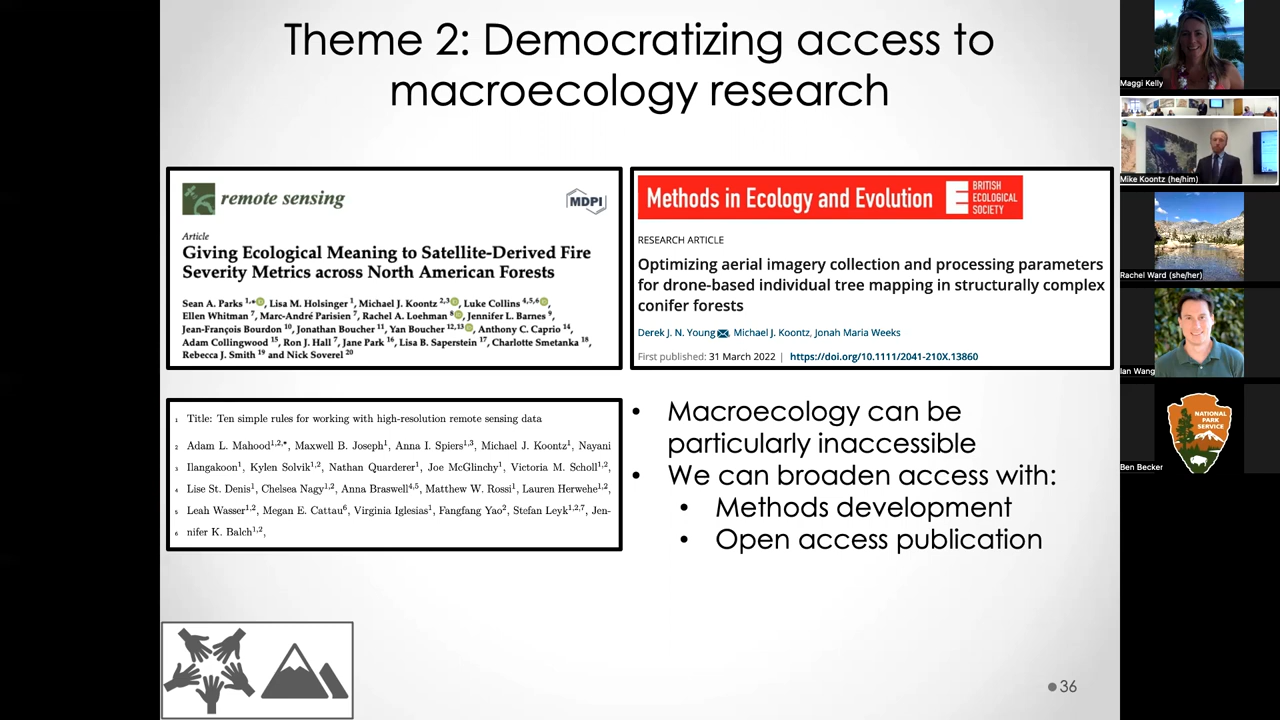 Theme 2: Democratizing access to
macroecology research
remote sensing
MDPI
Article
Giving Ecological Meaning to Satellite-Derived Fire
Severity Metrics across North American Forests
Sean A. Parks 1,*, Lisa M. Holsinger 1, Michael J. Koontz 2,3, Luke Collins 4,5,6,
Ellen Whitman 7, Marc-André Parisien 7, Rachel A. Loehman 8, Jennifer L. Barnes 9,
Jean-François Bourdon 10, Jonathan Boucher 11, Yan Boucher 12,13, Anthony C. Caprio 14,
Adam Collingwood 15, Ron J. Hall 7, Jane Park 16, Lisa B. Saperstein 17, Charlotte Smetanka 18,
Rebecca J. Smith 19 and Nick Soverel 20
Methods in Ecology and Evolution
BRITISH
ECOLOGICAL
SOCIETY
RESEARCH ARTICLE
Optimizing aerial imagery collection and processing parameters
for drone-based individual tree mapping in structurally complex
conifer forests
Derek J. N. Young, Michael J. Koontz, Jonah Maria Weeks
First published: 31 March 2022 | https://doi.org/10.1111/2041-210X.13860
1 Title: Ten simple rules for working with high-resolution remote sensing data
2 Adam L. Mahood1,2,*, Maxwell B. Joseph1, Anna I. Spiers1,3, Michael J. Koontz1, Nayani
3 Ilangakoon1, Kylen Solvik1,2, Nathan Quarderer1, Joe McGlinchy1, Victoria M. Scholl1,2,
4 Lise St. Denis1, Chelsea Nagy1,2, Anna Braswell4,5, Matthew W. Rossi1, Lauren Herwehe1,2,
5 Leah Wasser1,2, Megan E. Cattau6, Virginia Iglesias1, Fangfang Yao2, Stefan Leyk1,2,7, Jen-
6 nifer K. Balch1,2,
• Macroecology can be
particularly inaccessible
• We can broaden access with:
• Methods development
• Open access publication
36
Maggi Kelly
Mike Koontz (he/him)
Rachel Ward (she/her)
Ian Wang
NATIONAL
PARK
SERVICE
Ben Becker